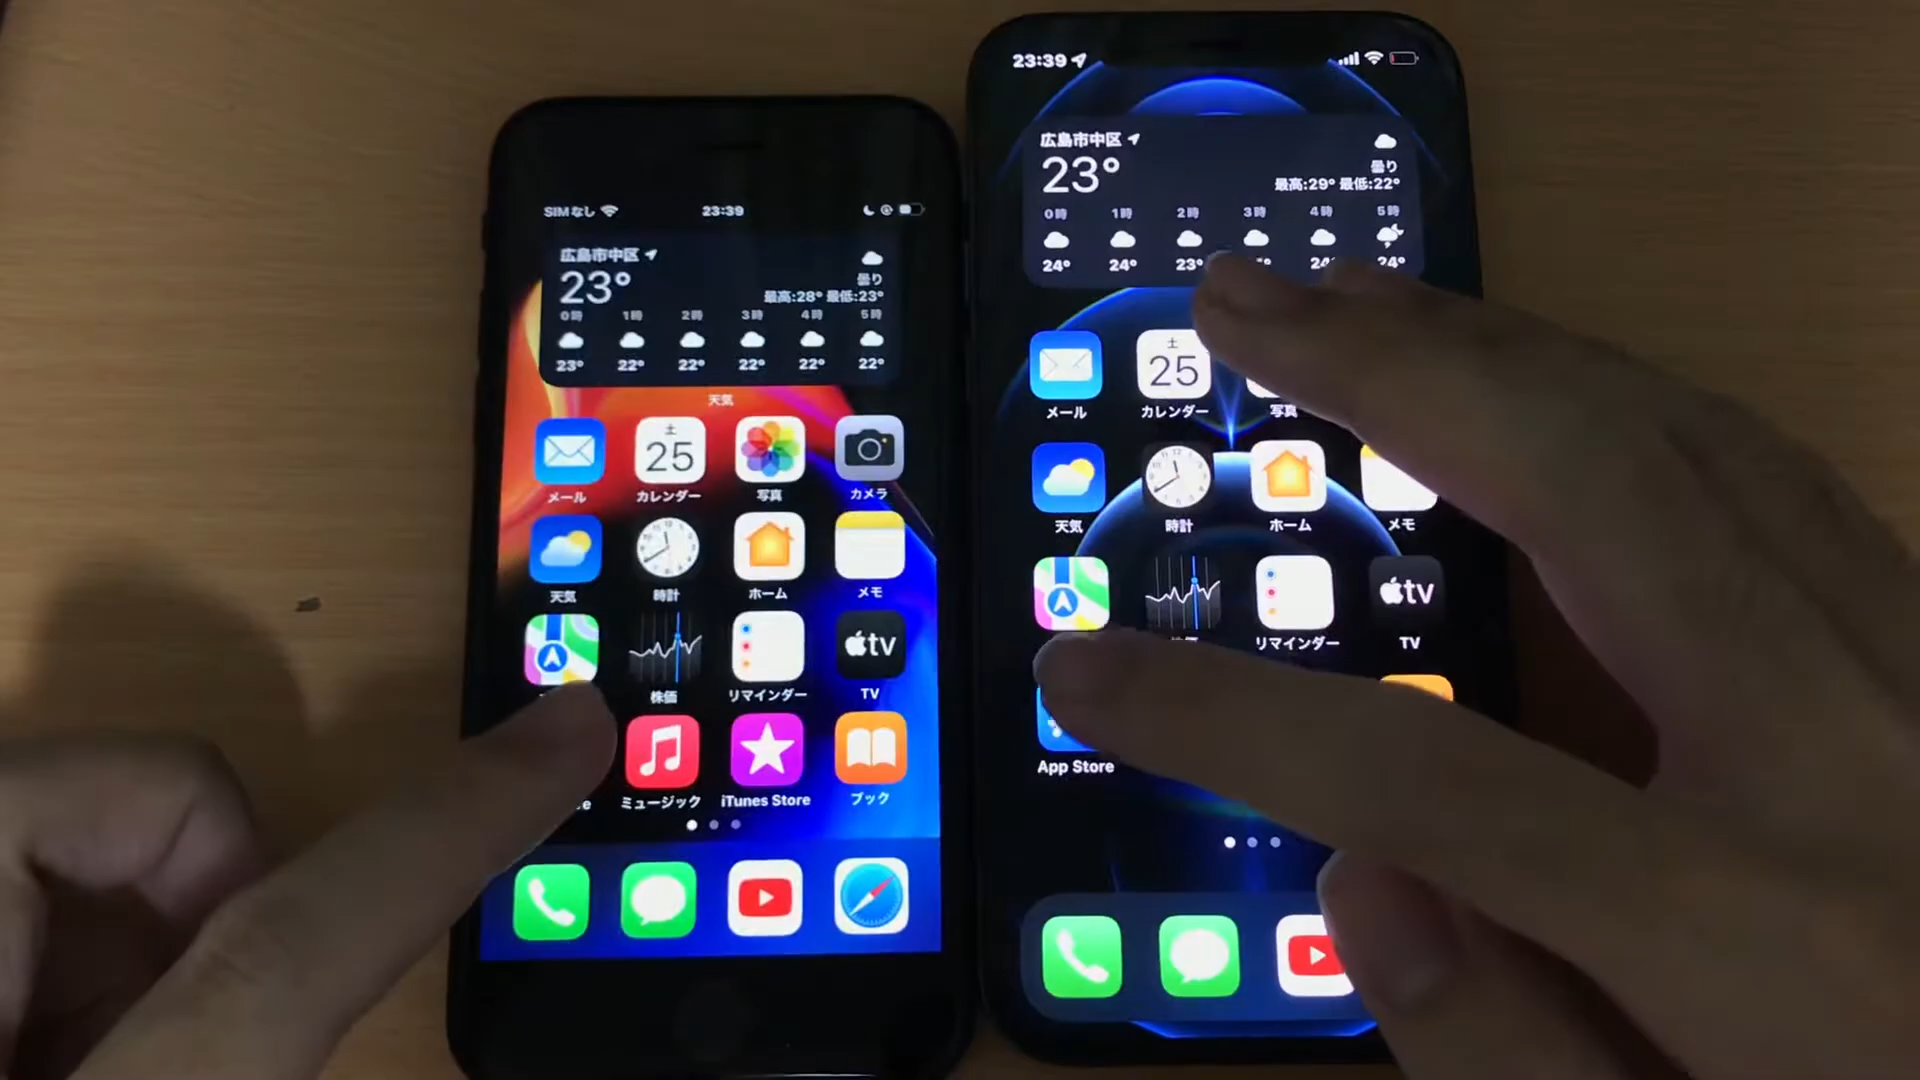 SIMなし
23:39
広島市中区
23°
曇り
最高:28° 最低:23°
0時 1時 2時 3時 4時 5時
23° 22° 22° 22° 22° 22°
天気
土
25
メール カレンダー 写真 カメラ
天気 時計 ホーム メモ
tv
株価 リマインダー TV
ミュージック iTunes Store ブック
23:39
広島市中区
23°
曇り
最高:29° 最低:22°
0時 1時 2時 3時 4時 5時
24° 24° 23° 24°
土
25
メール カレンダー 写真
天気 時計 ホーム メモ
tv
リマインダー TV
App Store